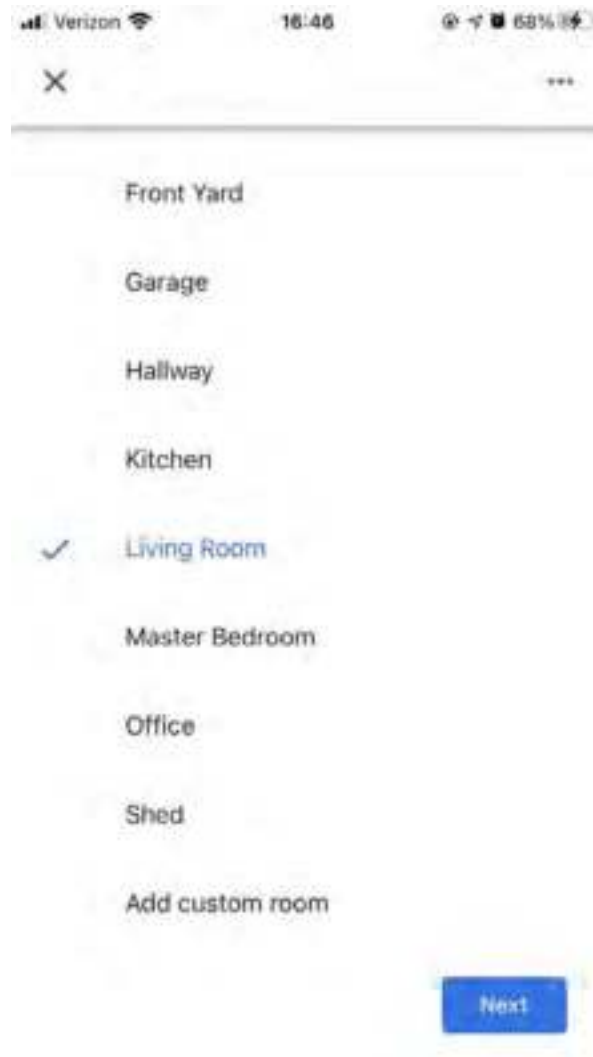 Verizon 16:46 68%
Front Yard
Garage
Hallway
Kitchen
Living Room
Master Bedroom
Office
Shed
Add custom room
Next